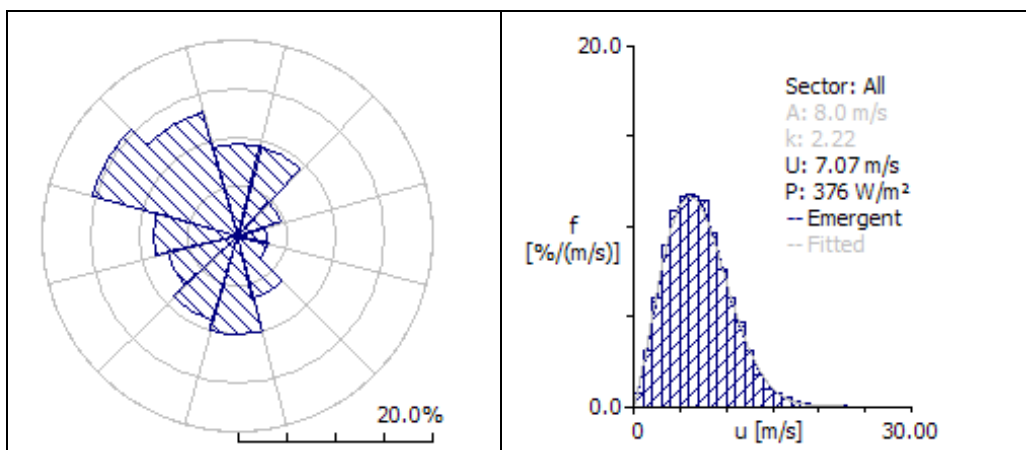 20.0%
20.0
Sector: All
A: 8.0 m/s
k: 2.22
U: 7.07 m/s
P: 376 W/m²
-- Emergent
-- Fitted
f
[%/(m/s)]
0.0
0 u [m/s] 30.00